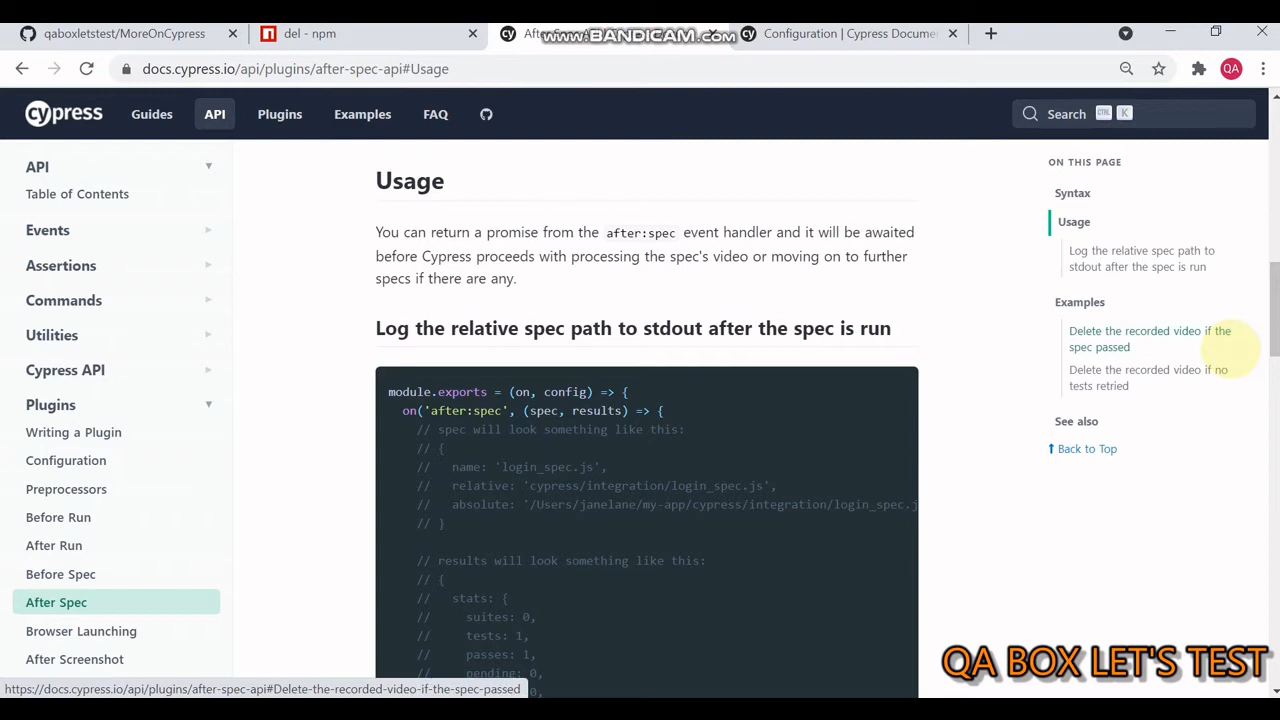 qaboxletstest/MoreOnCypress
del - npm
After
WWW.BANDICAM.COM
Configuration | Cypress Docume
docs.cypress.io/api/plugins/after-spec-api#Usage
QA
cypress
Guides
API
Plugins
Examples
FAQ
Search
CTRL
K
API
Table of Contents
Events
Assertions
Commands
Utilities
Cypress API
Plugins
Writing a Plugin
Configuration
Preprocessors
Before Run
After Run
Before Spec
After Spec
Browser Launching
After Screenshot
Usage
You can return a promise from the after:spec event handler and it will be awaited
before Cypress proceeds with processing the spec's video or moving on to further
specs if there are any.
Log the relative spec path to stdout after the spec is run
module.exports = (on, config) => {
on('after:spec', (spec, results) => {
// spec will look something like this:
// {
//   name: 'login_spec.js',
//   relative: 'cypress/integration/login_spec.js',
//   absolute: '/Users/janelane/my-app/cypress/integration/login_spec.j
// }
// results will look something like this:
// {
//   stats: {
//     suites: 0,
//     tests: 1,
//     passes: 1,
//     pending: 0,
0,
ON THIS PAGE
Syntax
Usage
Log the relative spec path to
stdout after the spec is run
Examples
Delete the recorded video if the
spec passed
Delete the recorded video if no
tests retried
See also
Back to Top
QA BOX LET'S TEST
https://docs.cypress.io/api/plugins/after-spec-api#Delete-the-recorded-video-if-the-spec-passed